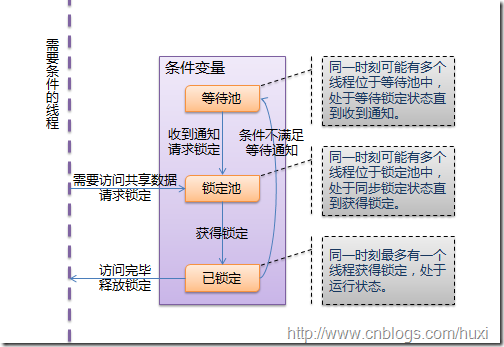 需要条件的线程
条件变量
等待池
收到通知
请求锁定
条件不满足
等待通知
需要访问共享数据
请求锁定
锁定池
获得锁定
访问完毕
释放锁定
已锁定
同一时刻可能有多个
线程位于等待池中，
处于等待锁定状态直
到收到通知。
同一时刻可能有多个
线程位于锁定池中，
处于同步锁定状态直
到获得锁定。
同一时刻最多有一个
线程获得锁定，处于
运行状态。
http://www.cnblogs.com/huxi